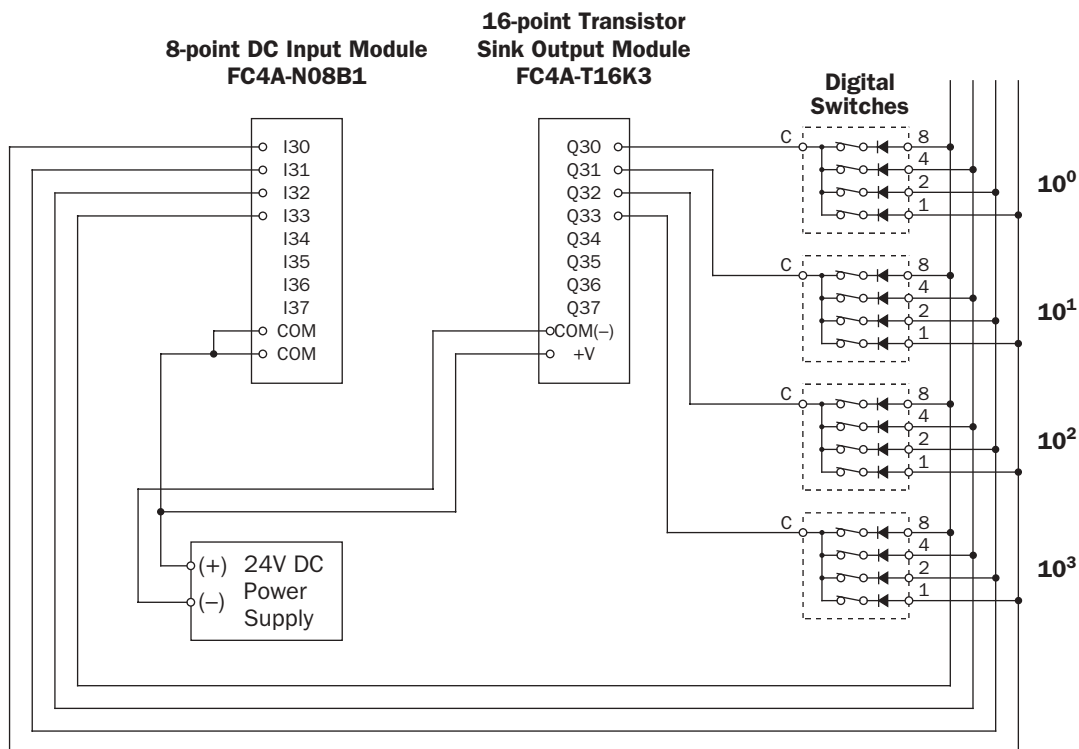 16-point Transistor
Sink Output Module
FC4A-T16K3
8-point DC Input Module
FC4A-N08B1
Digital
Switches
I30
I31
I32
I33
I34
I35
I36
I37
COM
COM
Q30
Q31
Q32
Q33
Q34
Q35
Q36
Q37
COM(–)
+V
C
8
4
2
1
10⁰
C
8
4
2
1
10¹
C
8
4
2
1
10²
C
8
4
2
1
10³
(+) 24V DC
Power
(–) Supply